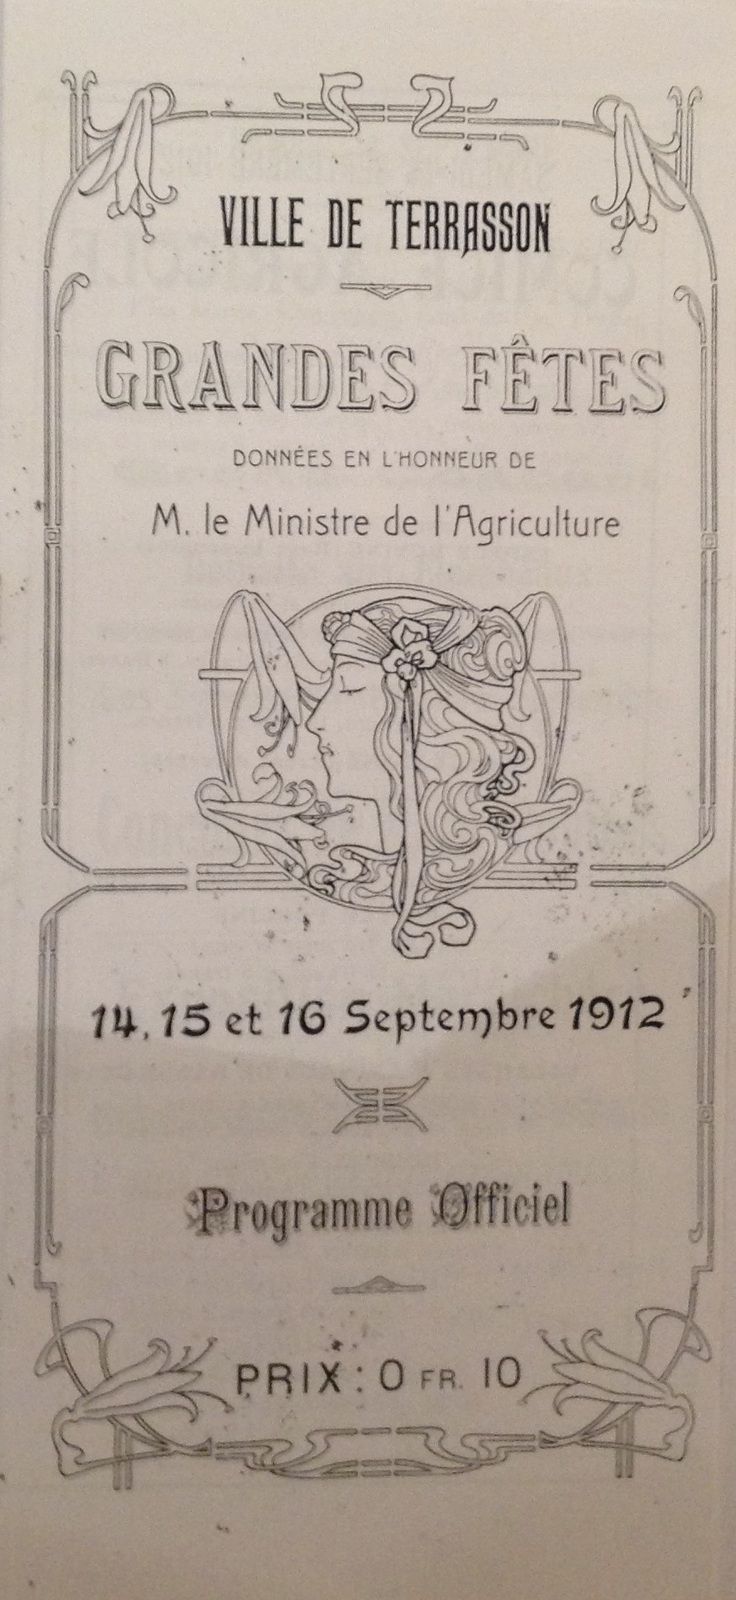 VILLE DE TERRASSON
GRANDES FÊTES
DONNÉES EN L'HONNEUR DE
M. le Ministre de l'Agriculture
14, 15 et 16 Septembre 1912
Programme Officiel
PRIX : 0 FR. 10